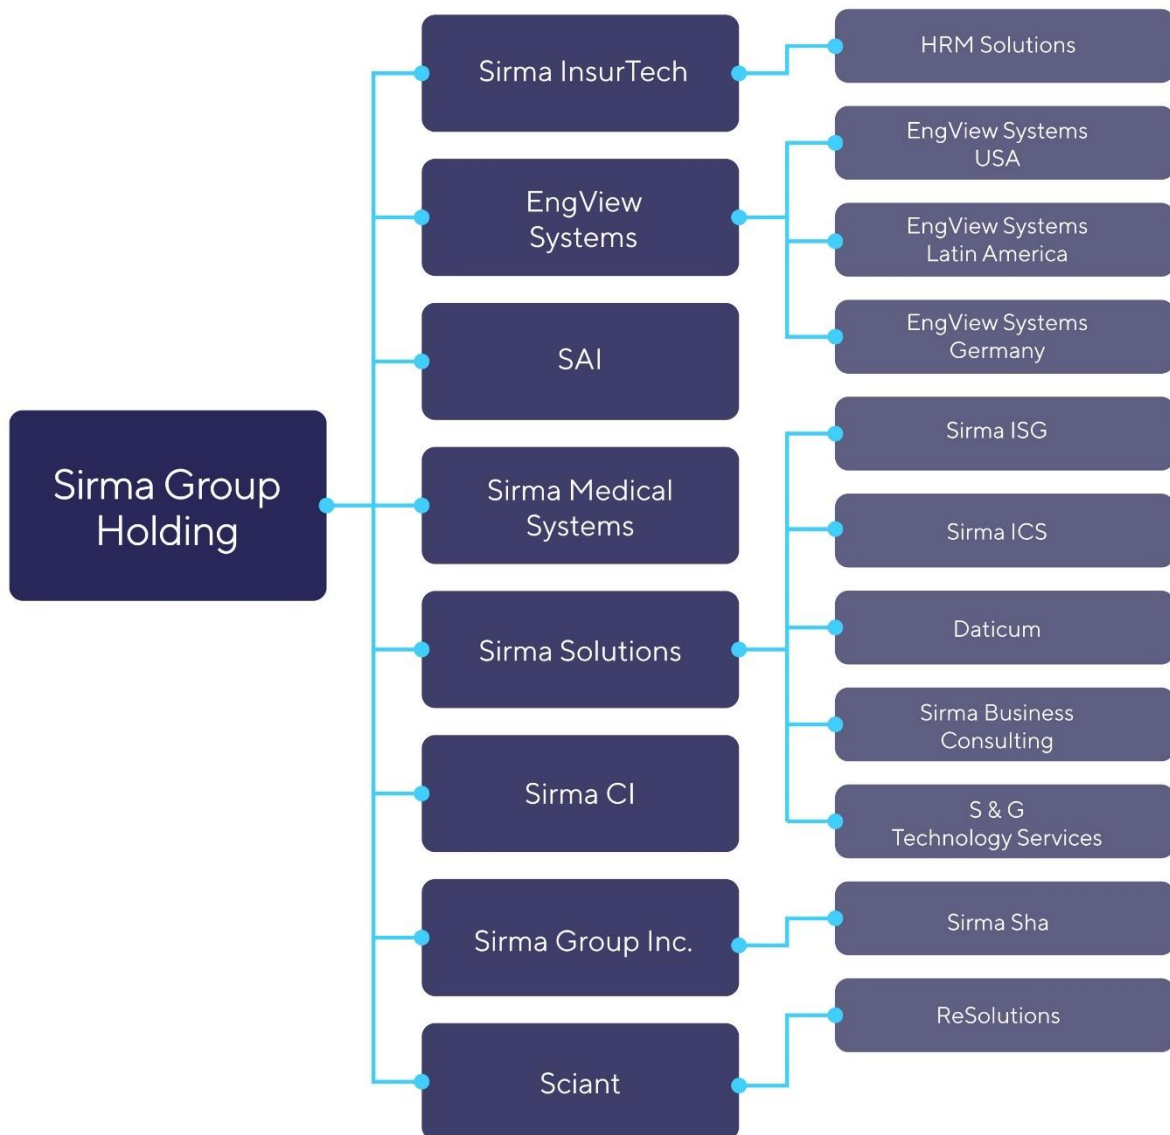 Sirma Group
Holding
Sirma InsurTech
EngView
Systems
SAI
Sirma Medical
Systems
Sirma Solutions
Sirma CI
Sirma Group Inc.
Sciant
HRM Solutions
EngView Systems
USA
EngView Systems
Latin America
EngView Systems
Germany
Sirma ISG
Sirma ICS
Daticum
Sirma Business
Consulting
S & G
Technology Services
Sirma Sha
ReSolutions